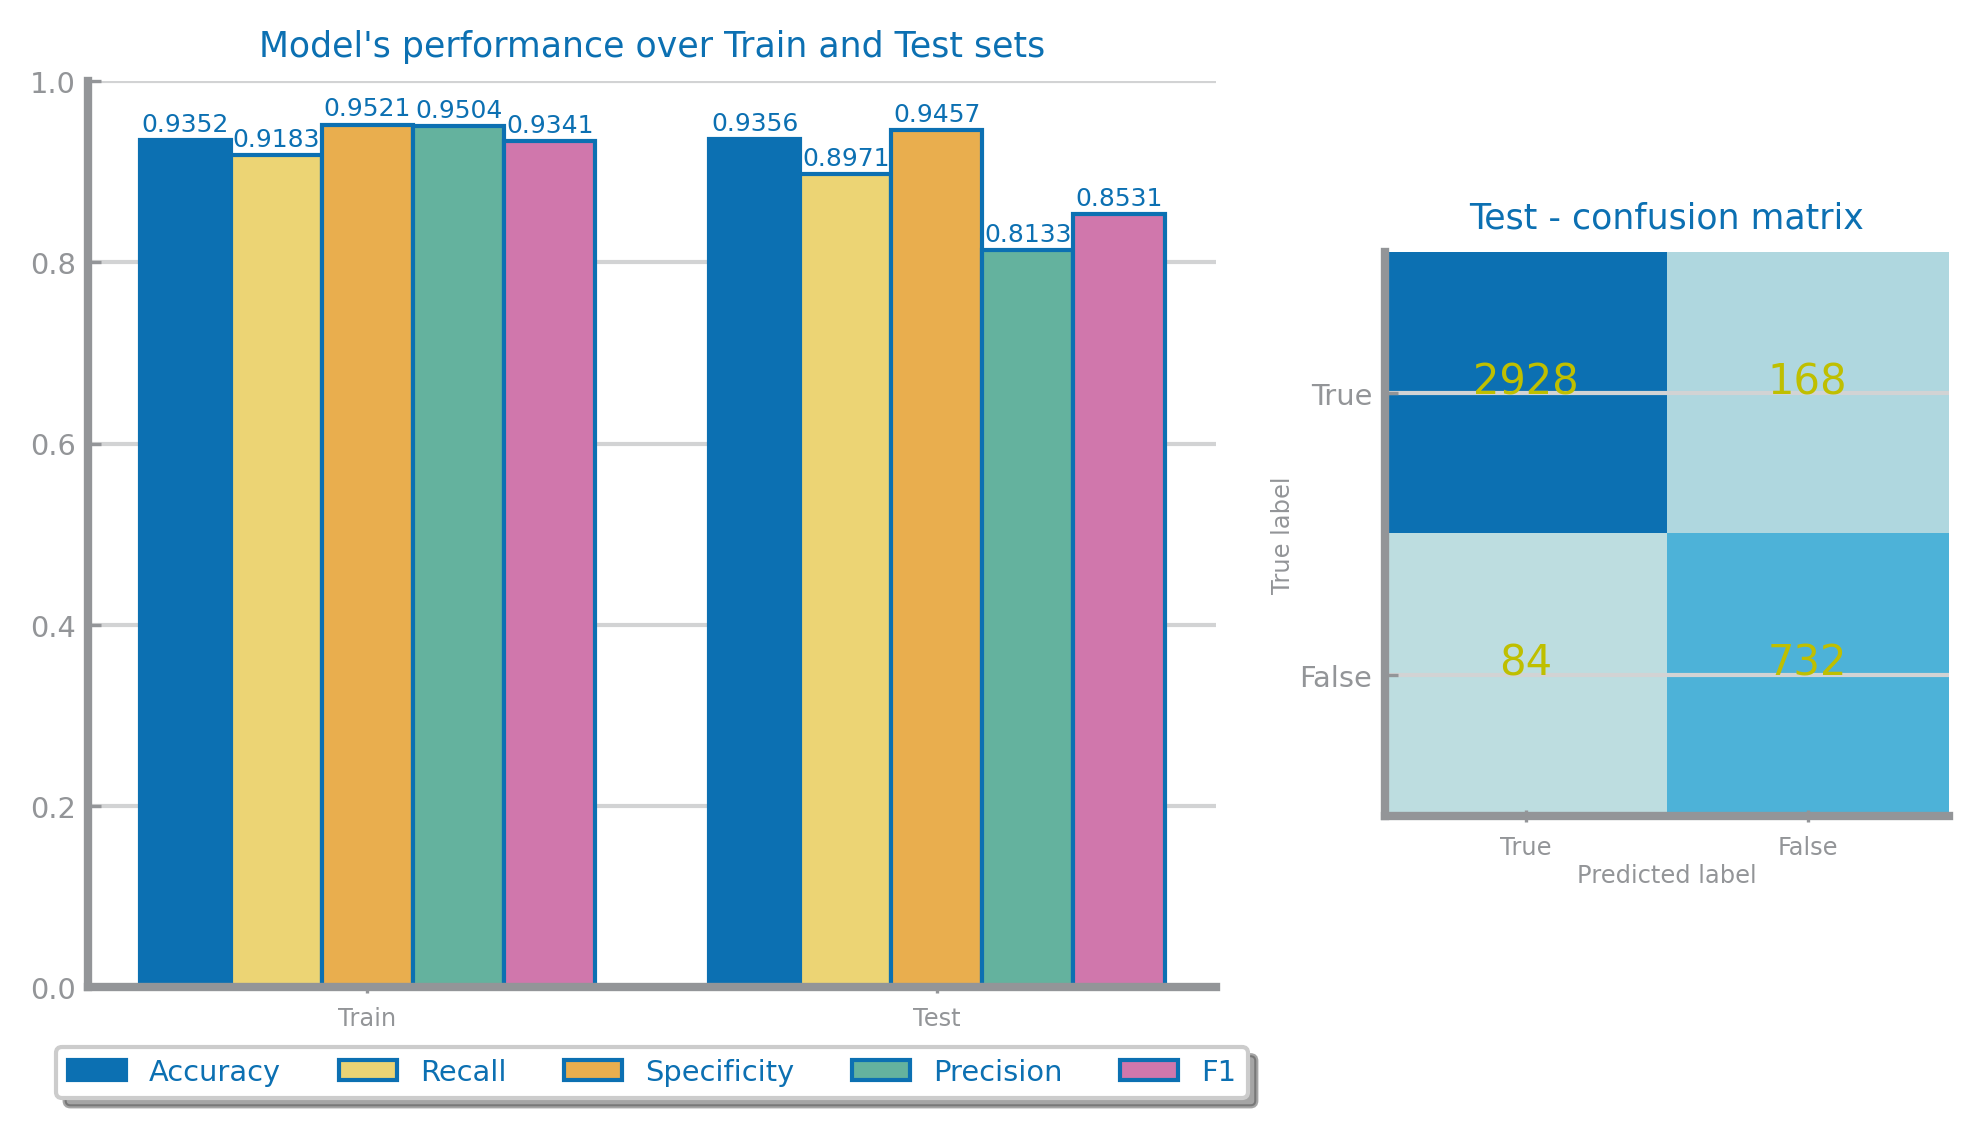 Model's performance over Train and Test sets
1.0
0.8
0.6
0.4
0.2
0.0
0.9352
0.9183
0.9521
0.9504
0.9341
0.9356
0.8971
0.9457
0.8133
0.8531
Train
Test
Accuracy
Recall
Specificity
Precision
F1
Test - confusion matrix
True label
True
2928
168
False
84
732
True
False
Predicted label